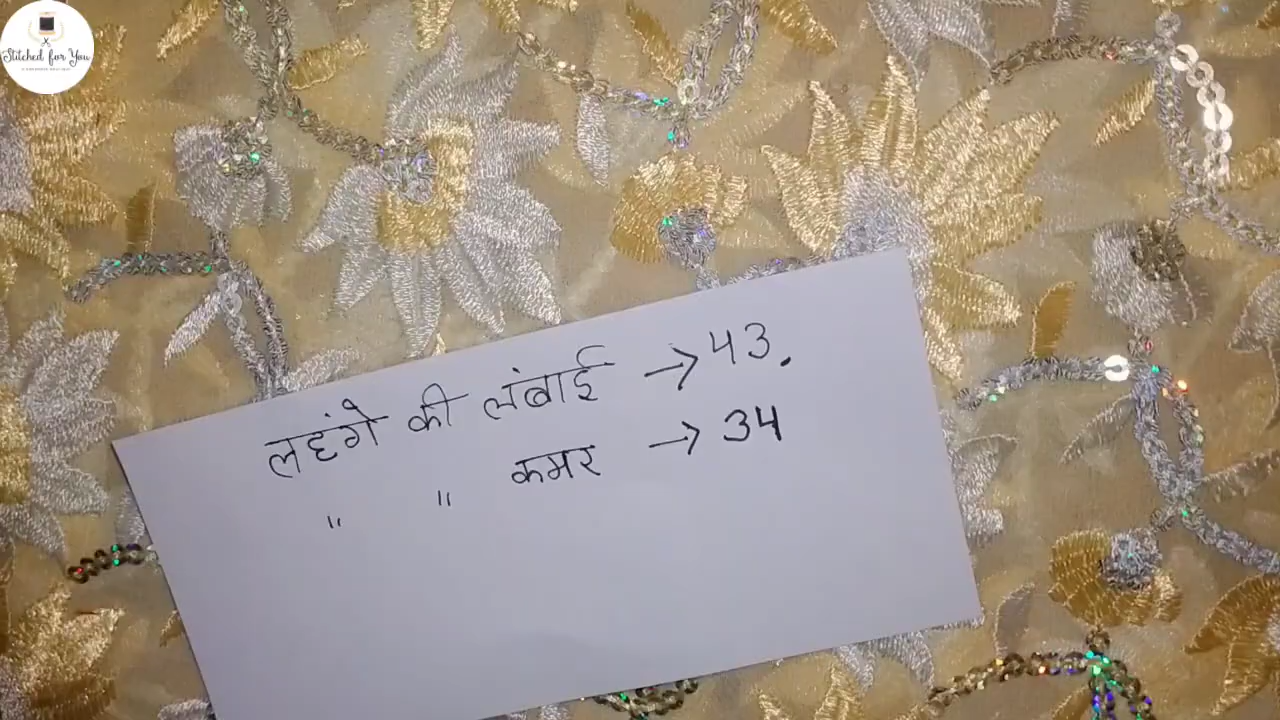 Stitched for You
लहंगे की लंबाई → 43.
" " कमर → 34